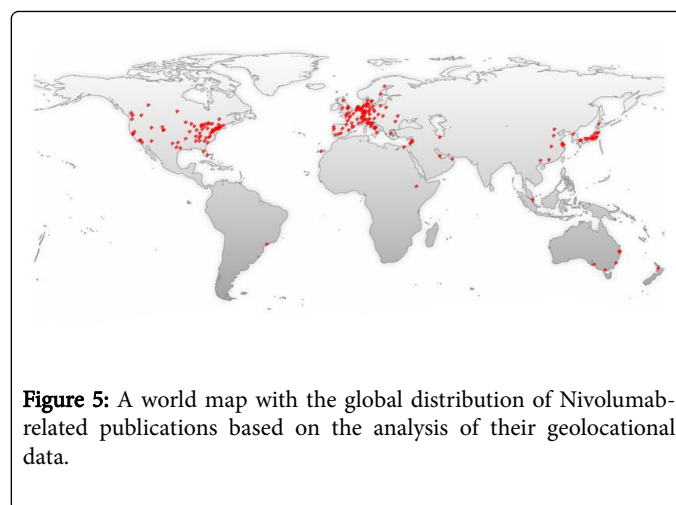 Figure 5: A world map with the global distribution of Nivolumab-
related publications based on the analysis of their geolocational
data.